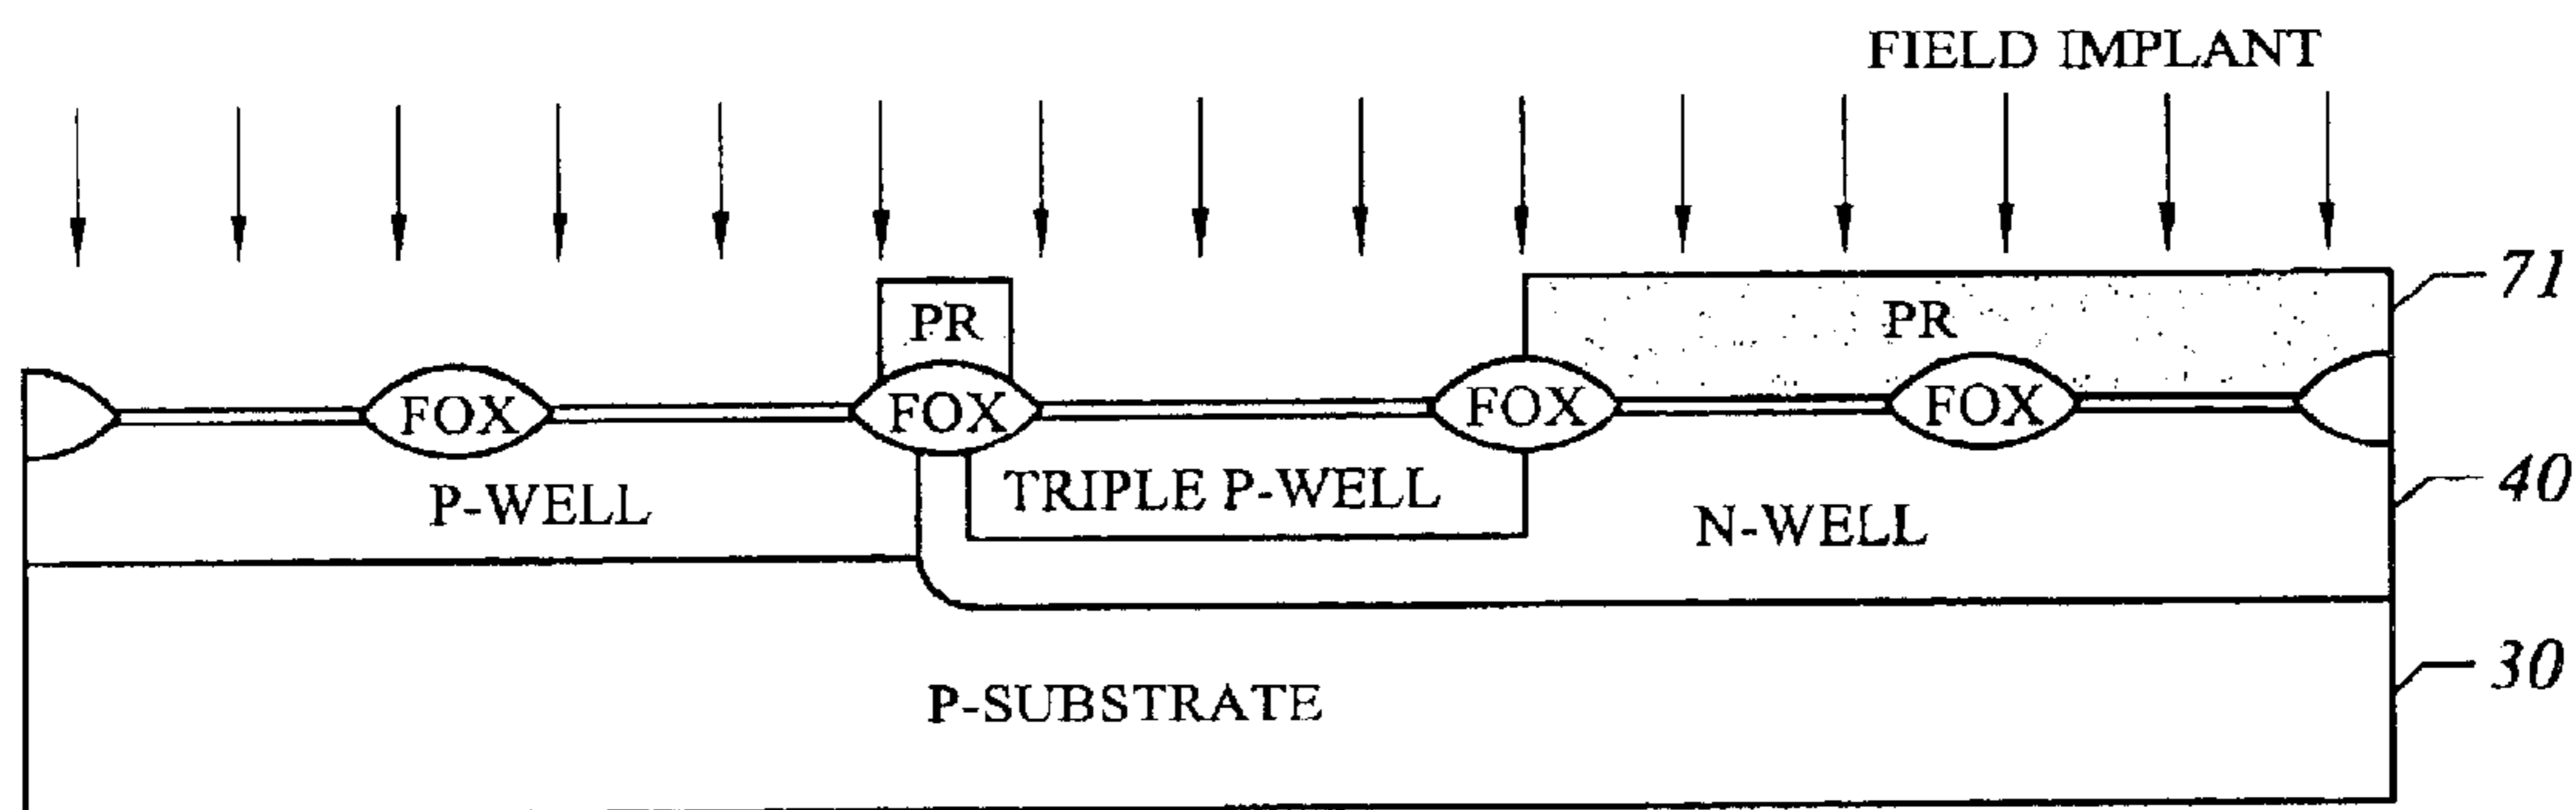 FIELD IMPLANT
71
PR
PR
FOX
FOX
FOX
FOX
40
P-WELL
TRIPLE P-WELL
N-WELL
30
P-SUBSTRATE